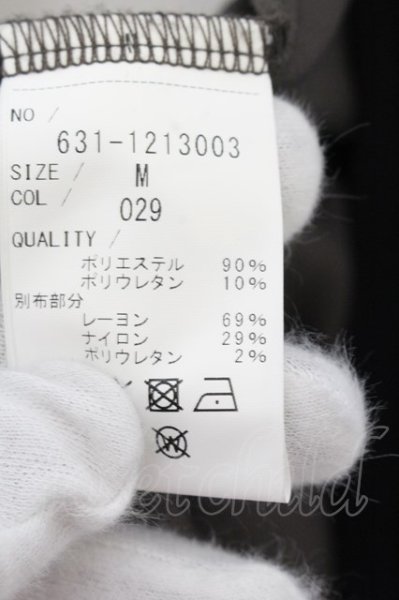 NO /
631-1213003
SIZE / M
COL / 029
QUALITY /
ポリエステル 90%
ポリウレタン 10%
別布部分
レーヨン 69%
ナイロン 29%
ポリウレタン 2%
W